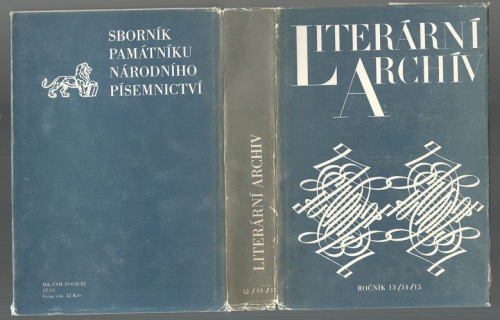 SBORNÍK
PAMÁTNÍKU
NÁRODNÍHO
PÍSEMNICTVÍ
LITERÁRNÍ ARCHIV
LITERÁRNÍ
ARCHÍV
ROČNÍK 13/14/15